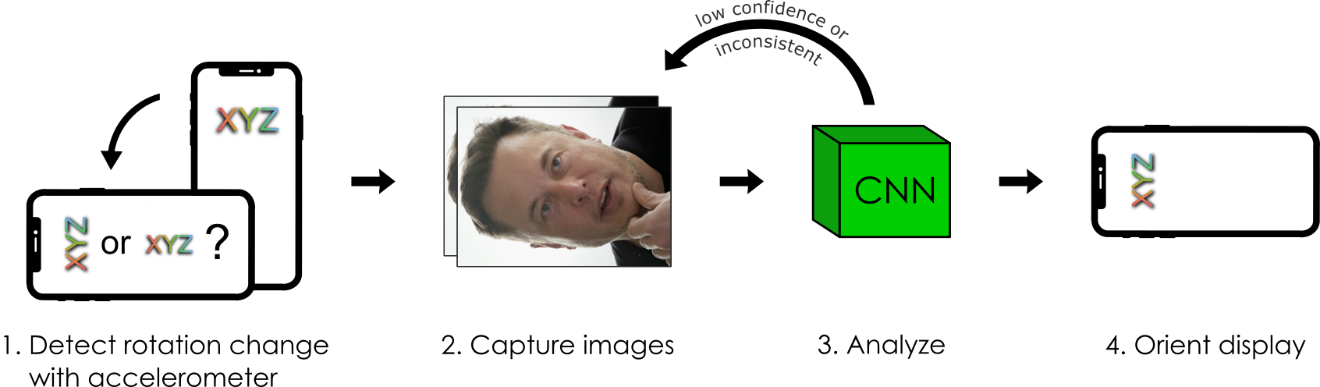 low confidence or
inconsistent
XYZ
XYZ or XYZ ?
CNN
XYZ
1. Detect rotation change
with accelerometer
2. Capture images
3. Analyze
4. Orient display